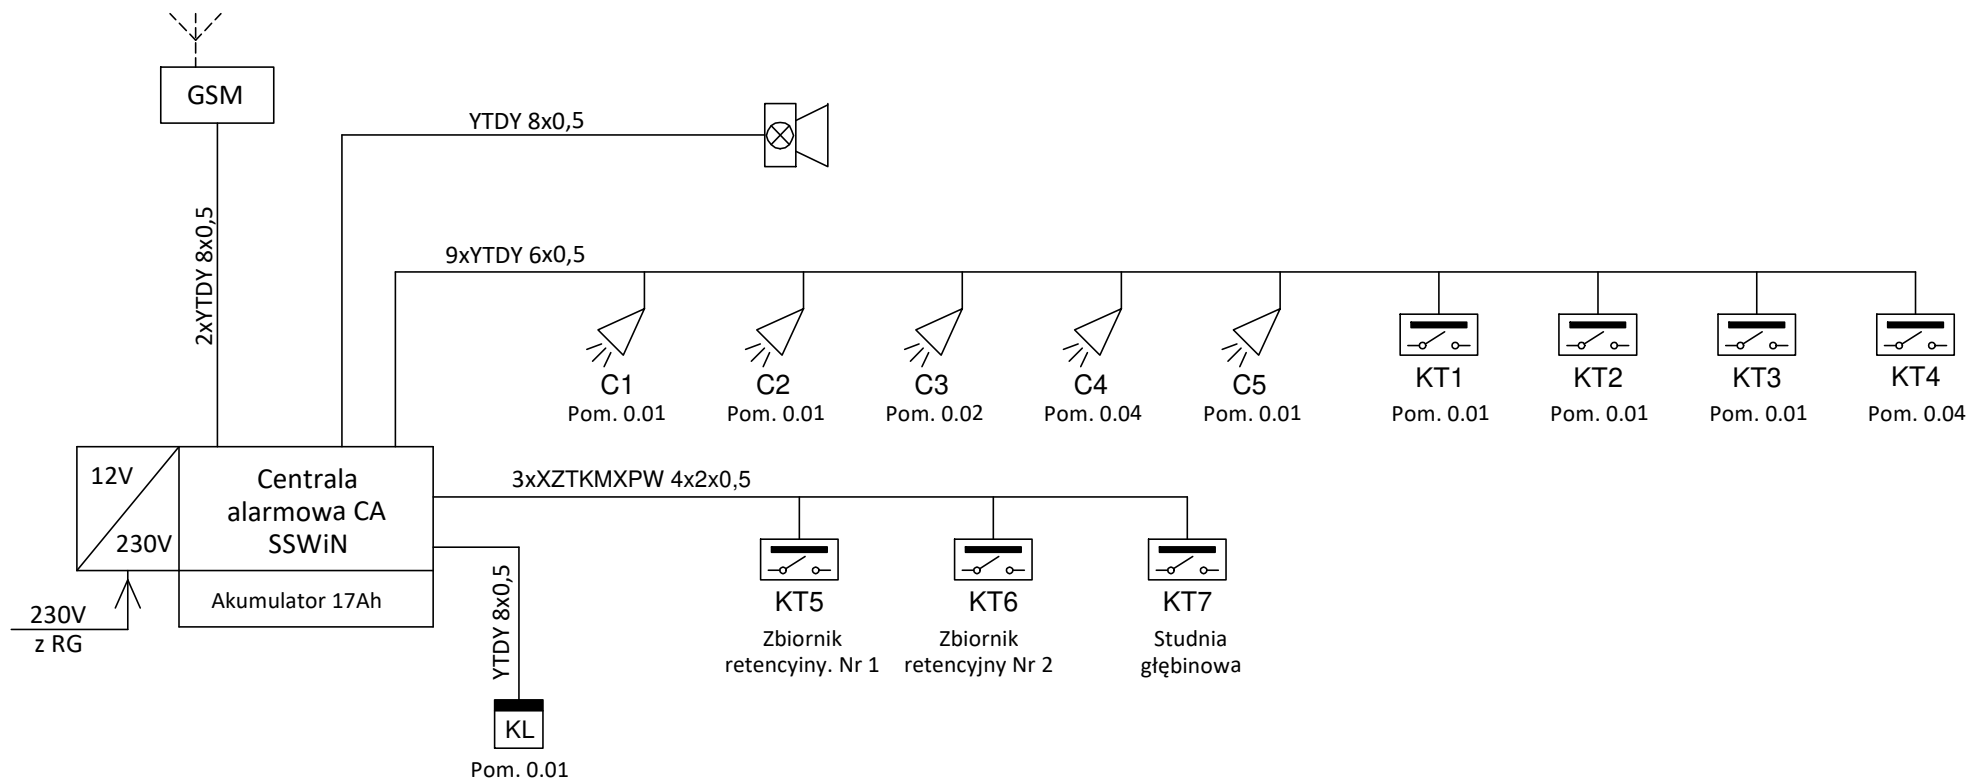 GSM
YTDY 8x0,5
2xYTDY 8x0,5
9xYTDY 6x0,5
C1
Pom. 0.01
C2
Pom. 0.01
C3
Pom. 0.02
C4
Pom. 0.04
C5
Pom. 0.01
KT1
Pom. 0.01
KT2
Pom. 0.01
KT3
Pom. 0.01
KT4
Pom. 0.04
12V
230V
Centrala
alarmowa CA
SSWiN
Akumulator 17Ah
230V
z RG
3xXZTKMXPW 4x2x0,5
KT5
Zbiornik
retencyiny. Nr 1
KT6
Zbiornik
retencyjny Nr 2
KT7
Studnia
głębinowa
YTDY 8x0,5
KL
Pom. 0.01